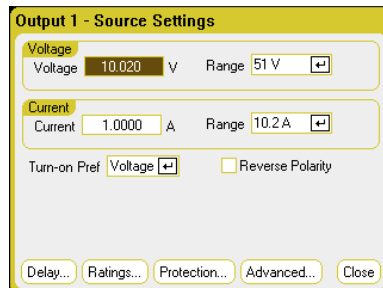 Output 1 - Source Settings
Voltage
Voltage 10.020 V Range 51 V
Current
Current 1.0000 A Range 10.2 A
Turn-on Pref Voltage Reverse Polarity
Delay... Ratings... Protection... Advanced... Close